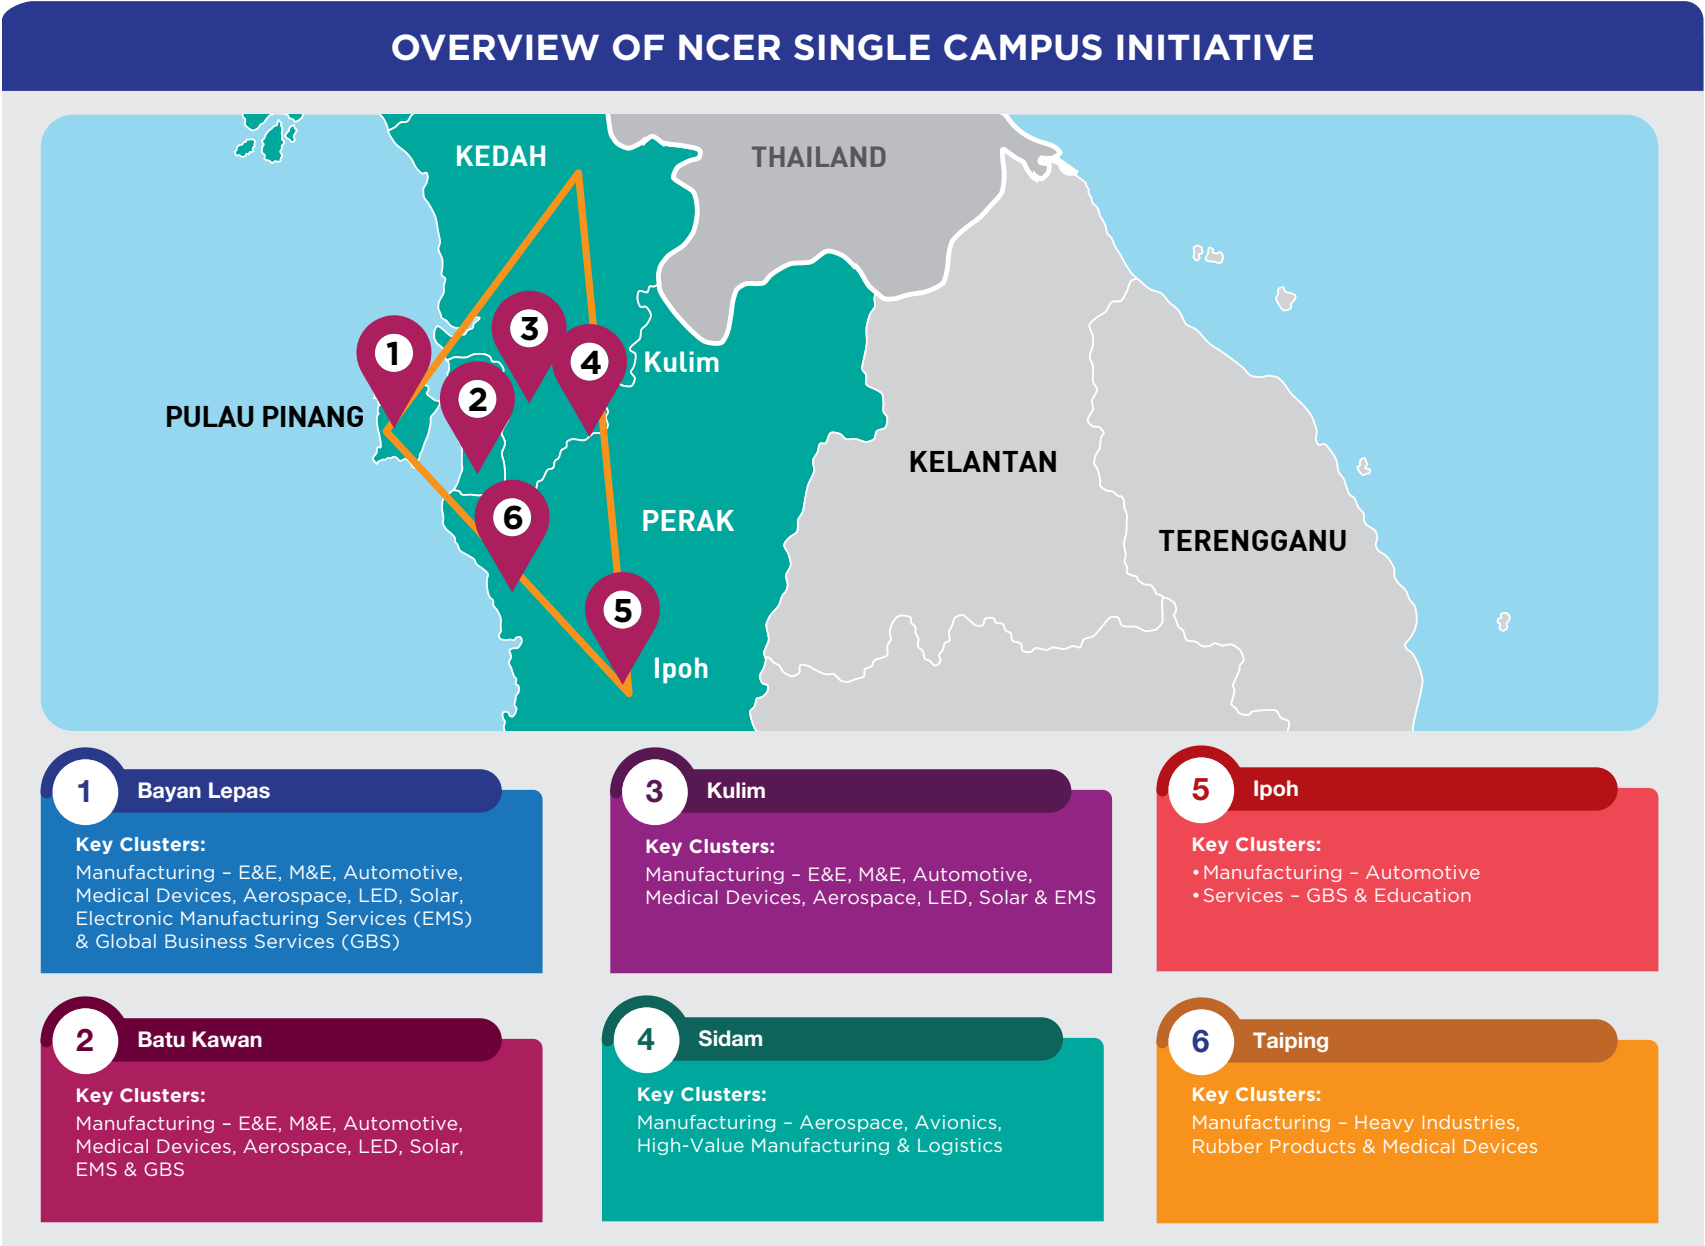 OVERVIEW OF NCER SINGLE CAMPUS INITIATIVE
KEDAH
THAILAND
1
3
4
Kulim
2
PULAU PINANG
KELANTAN
6
PERAK
TERENGGANU
5
Ipoh
1
Bayan Lepas
Key Clusters:
Manufacturing – E&E, M&E, Automotive,
Medical Devices, Aerospace, LED, Solar,
Electronic Manufacturing Services (EMS)
& Global Business Services (GBS)
3
Kulim
Key Clusters:
Manufacturing – E&E, M&E, Automotive,
Medical Devices, Aerospace, LED, Solar & EMS
5
Ipoh
Key Clusters:
• Manufacturing – Automotive
• Services – GBS & Education
2
Batu Kawan
Key Clusters:
Manufacturing – E&E, M&E, Automotive,
Medical Devices, Aerospace, LED, Solar,
EMS & GBS
4
Sidam
Key Clusters:
Manufacturing – Aerospace, Avionics,
High-Value Manufacturing & Logistics
6
Taiping
Key Clusters:
Manufacturing – Heavy Industries,
Rubber Products & Medical Devices